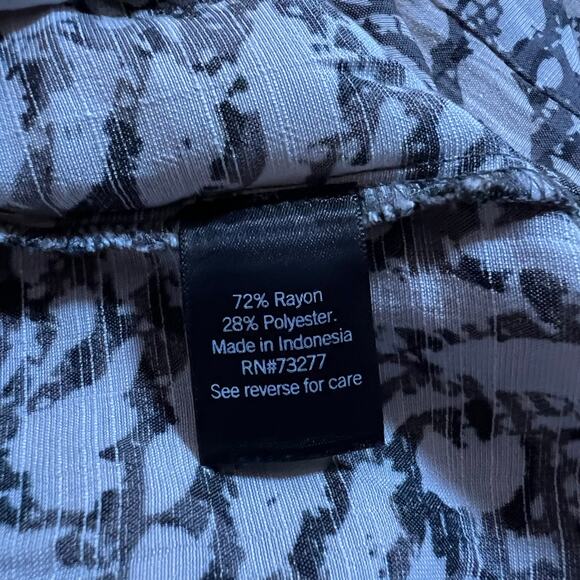 72% Rayon
28% Polyester.
Made in Indonesia
RN#73277
See reverse for care